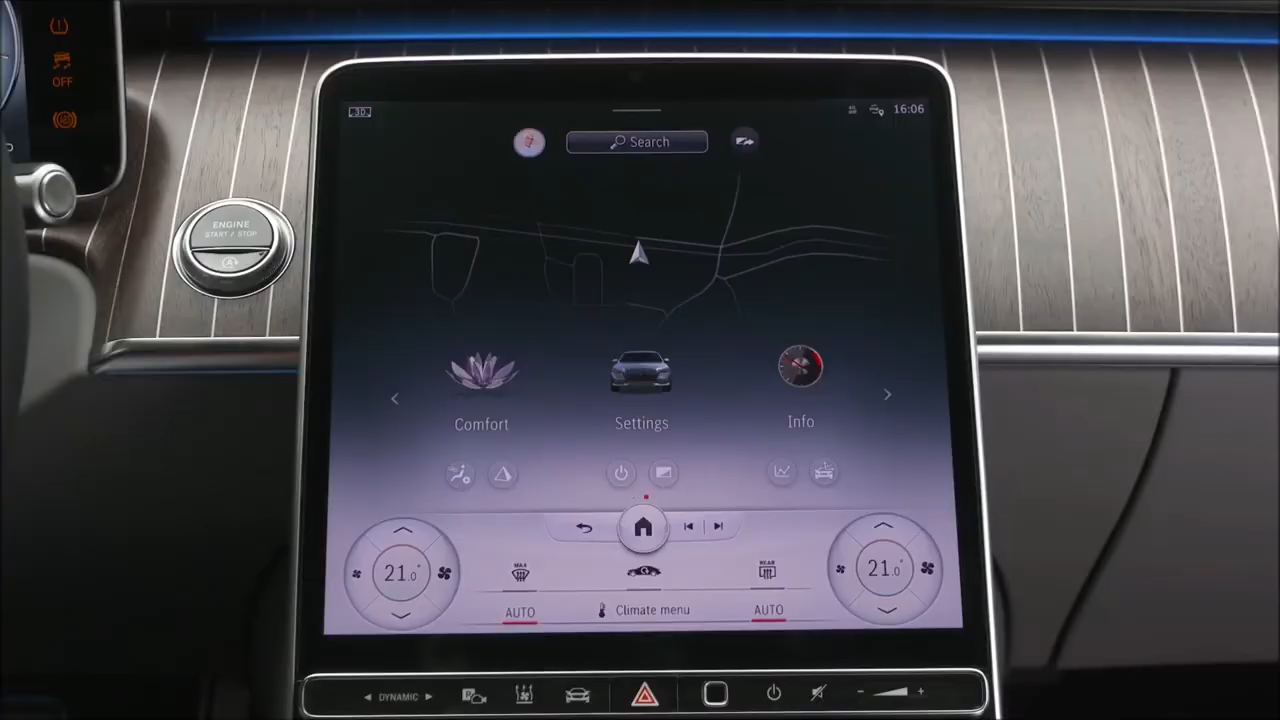 OFF
3D
16:06
Search
ENGINE
START / STOP
Comfort
Settings
Info
21.0°
21.0°
MAX
REAR
AUTO
Climate menu
AUTO
DYNAMIC